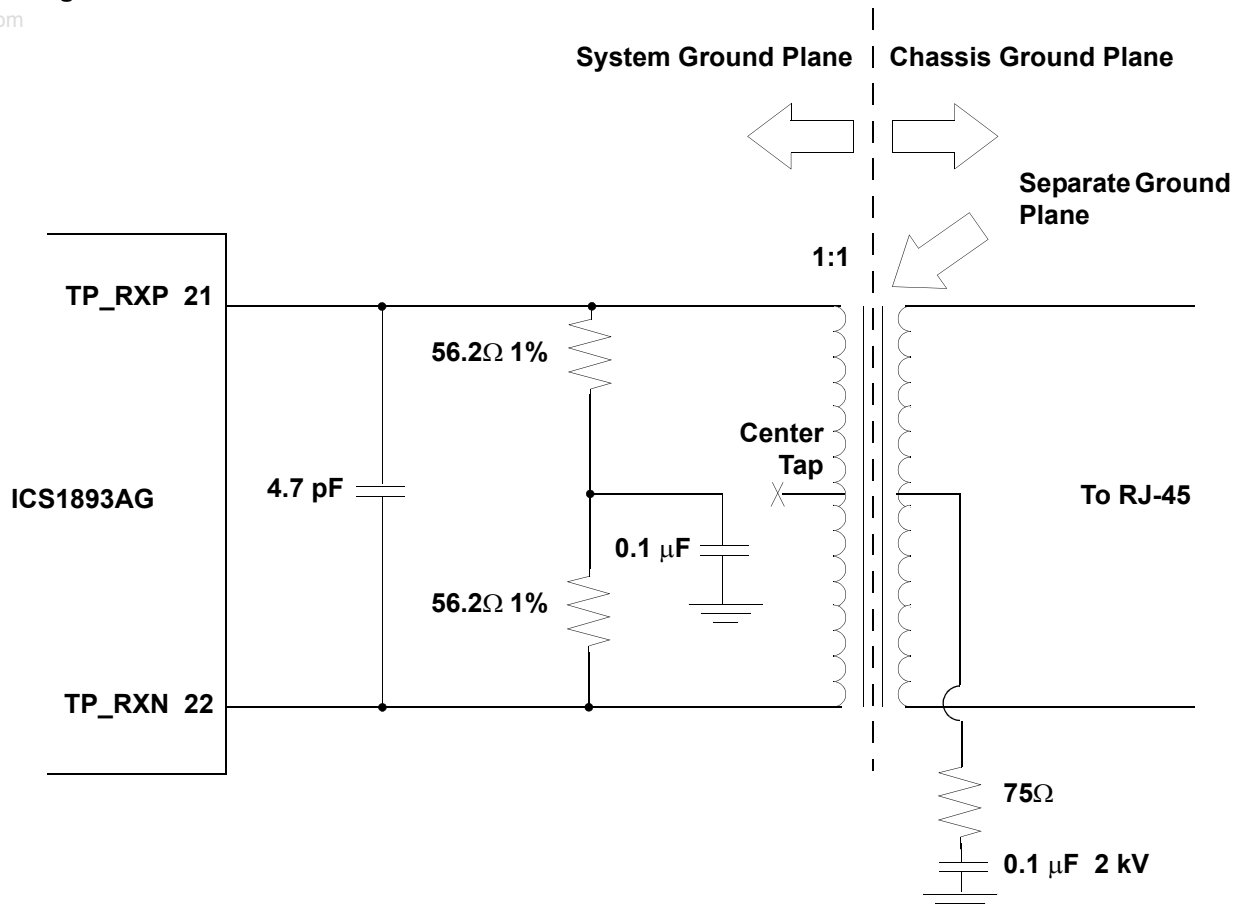 g
om
System Ground Plane
Chassis Ground Plane
Separate Ground
Plane
1:1
TP_RXP 21
56.2Ω 1%
Center
Tap
4.7 pF
ICS1893AG
To RJ-45
0.1 μF
56.2Ω 1%
TP_RXN 22
75Ω
0.1 μF 2 kV